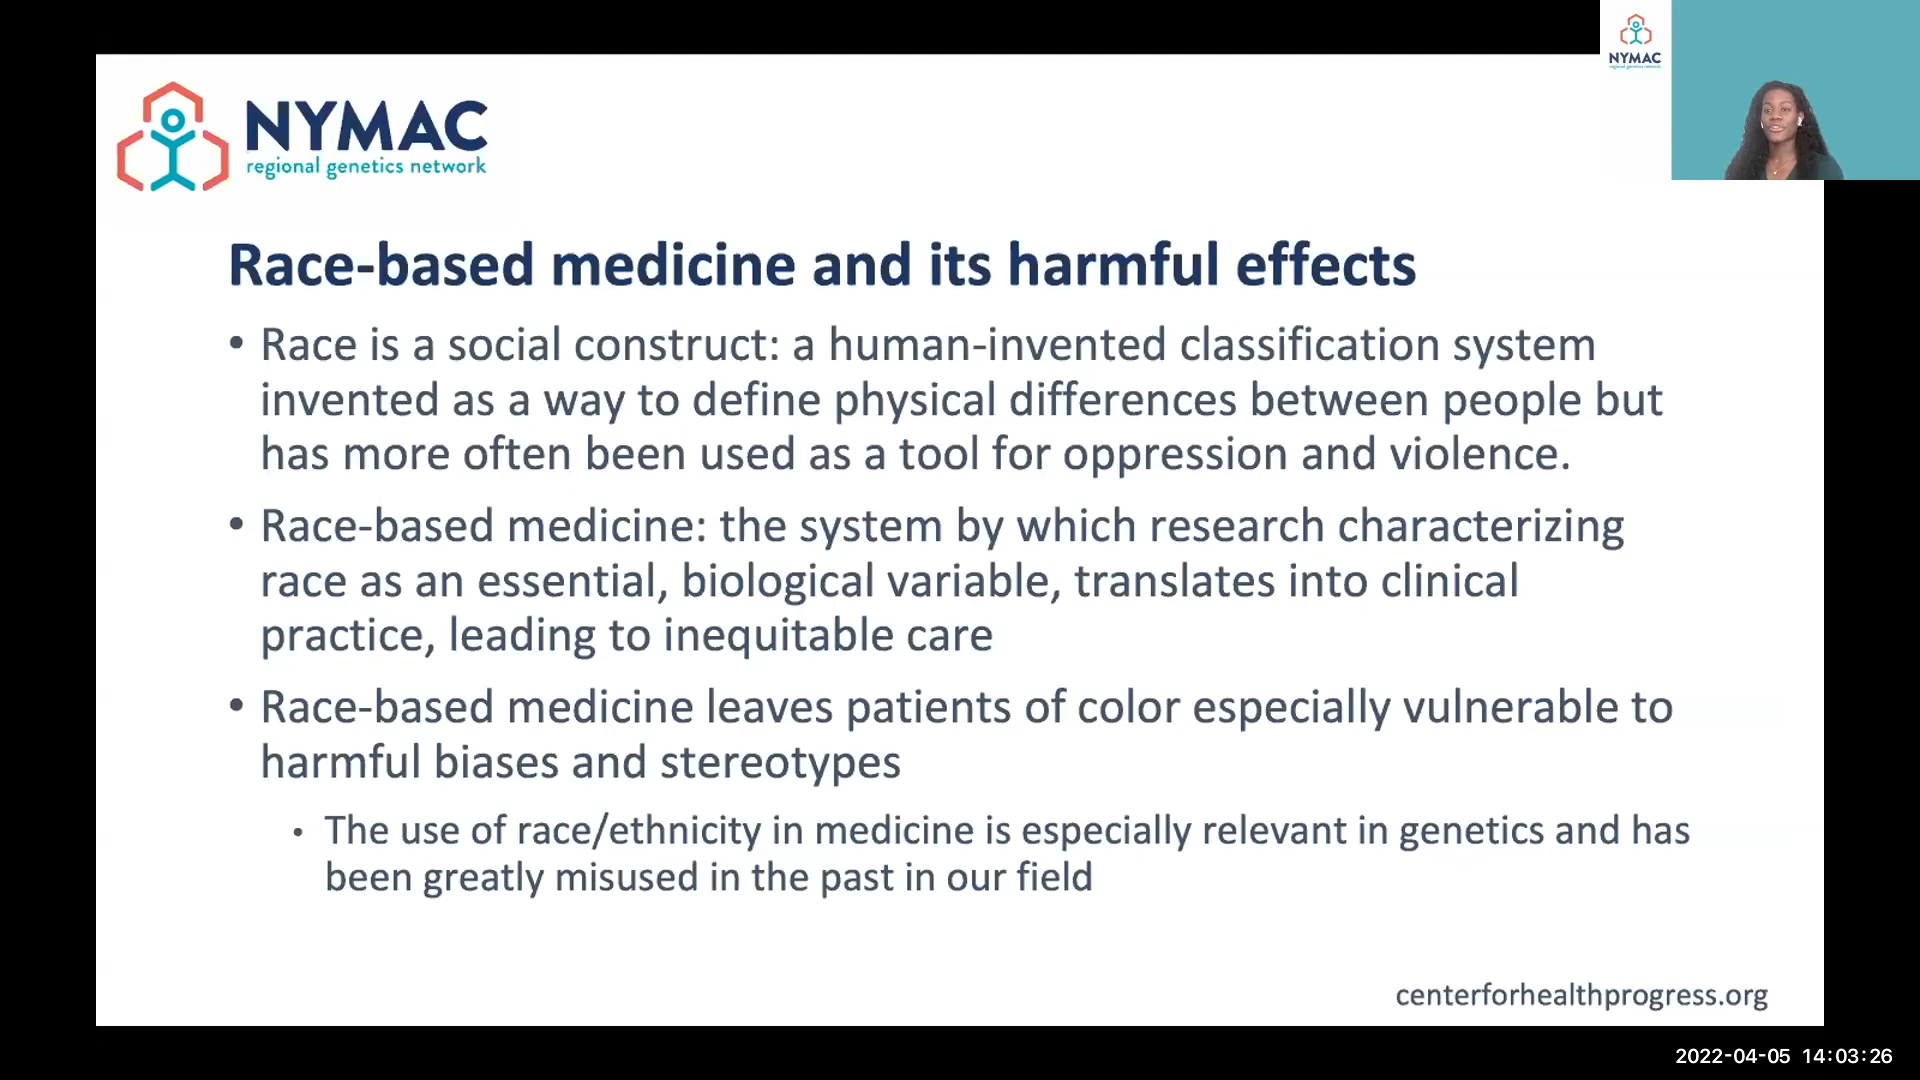 NYMAC
regional genetics network
NYMAC
regional genetics network
Race-based medicine and its harmful effects
• Race is a social construct: a human-invented classification system
invented as a way to define physical differences between people but
has more often been used as a tool for oppression and violence.
• Race-based medicine: the system by which research characterizing
race as an essential, biological variable, translates into clinical
practice, leading to inequitable care
• Race-based medicine leaves patients of color especially vulnerable to
harmful biases and stereotypes
• The use of race/ethnicity in medicine is especially relevant in genetics and has
been greatly misused in the past in our field
centerforhealthprogress.org
2022-04-05 14:03:26